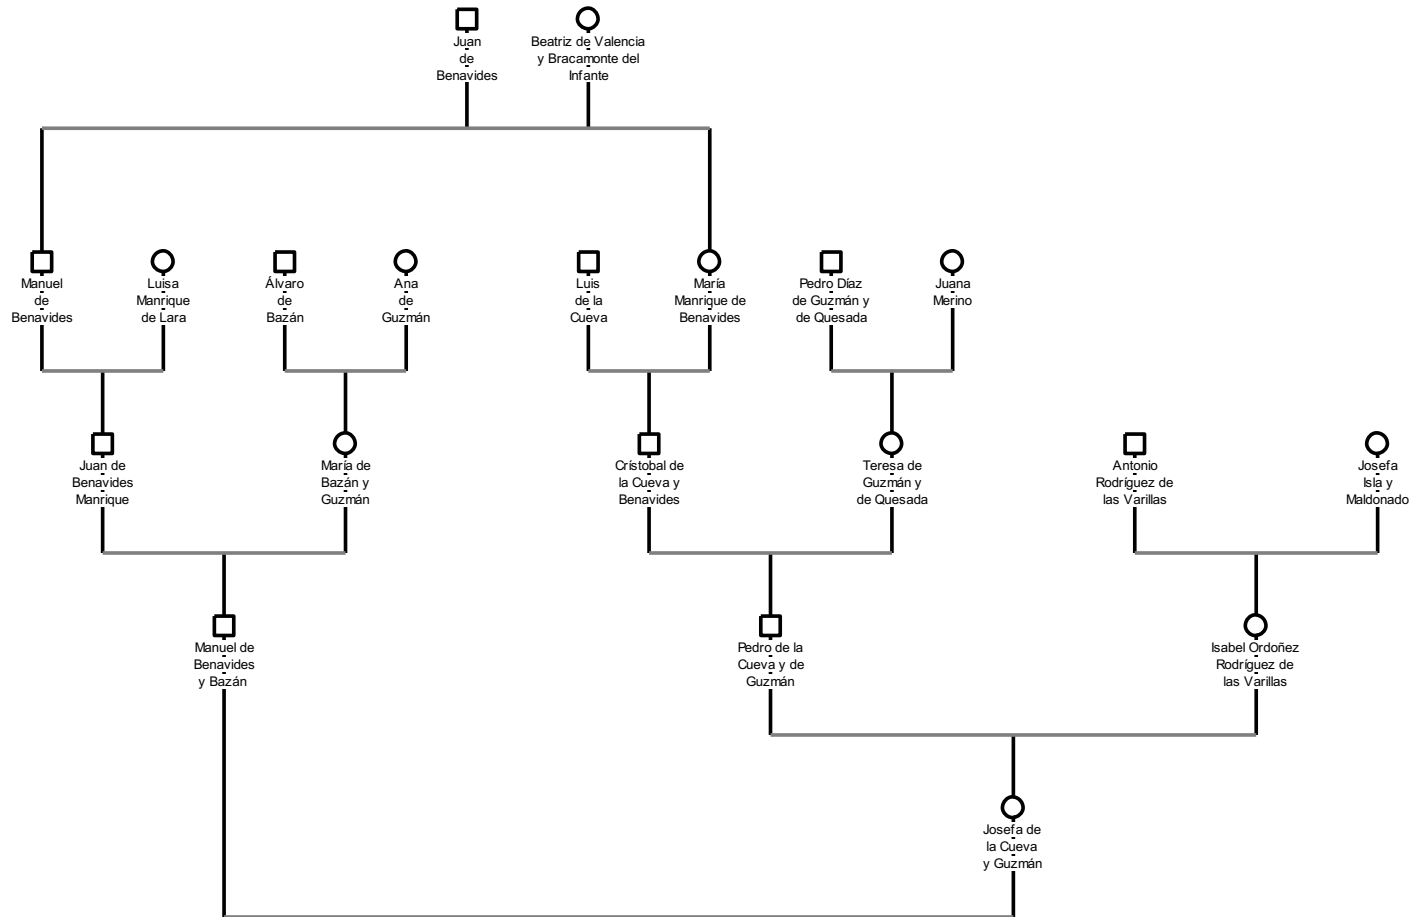 Juan
de
Benavides
Beatriz de Valencia
y Bracamonte del
Infante
Manuel
de
Benavides
Luisa
Manrique
de Lara
Álvaro
de
Bazán
Ana
de
Guzmán
Luis
de la
Cueva
María
Manrique de
Benavides
Pedro Díaz
de Guzmán y
de Quesada
Juana
Merino
Juan de
Benavides
Manrique
María de
Bazán y
Guzmán
Crístobal de
la Cueva y
Benavides
Teresa de
Guzmán y
de Quesada
Antonio
Rodríguez de
las Varillas
Josefa
Isla y
Maldonado
Manuel de
Benavides
y Bazán
Pedro de la
Cueva y de
Guzmán
Isabel Ordoñez
Rodríguez de
las Varillas
Josefa de
la Cueva
y Guzmán